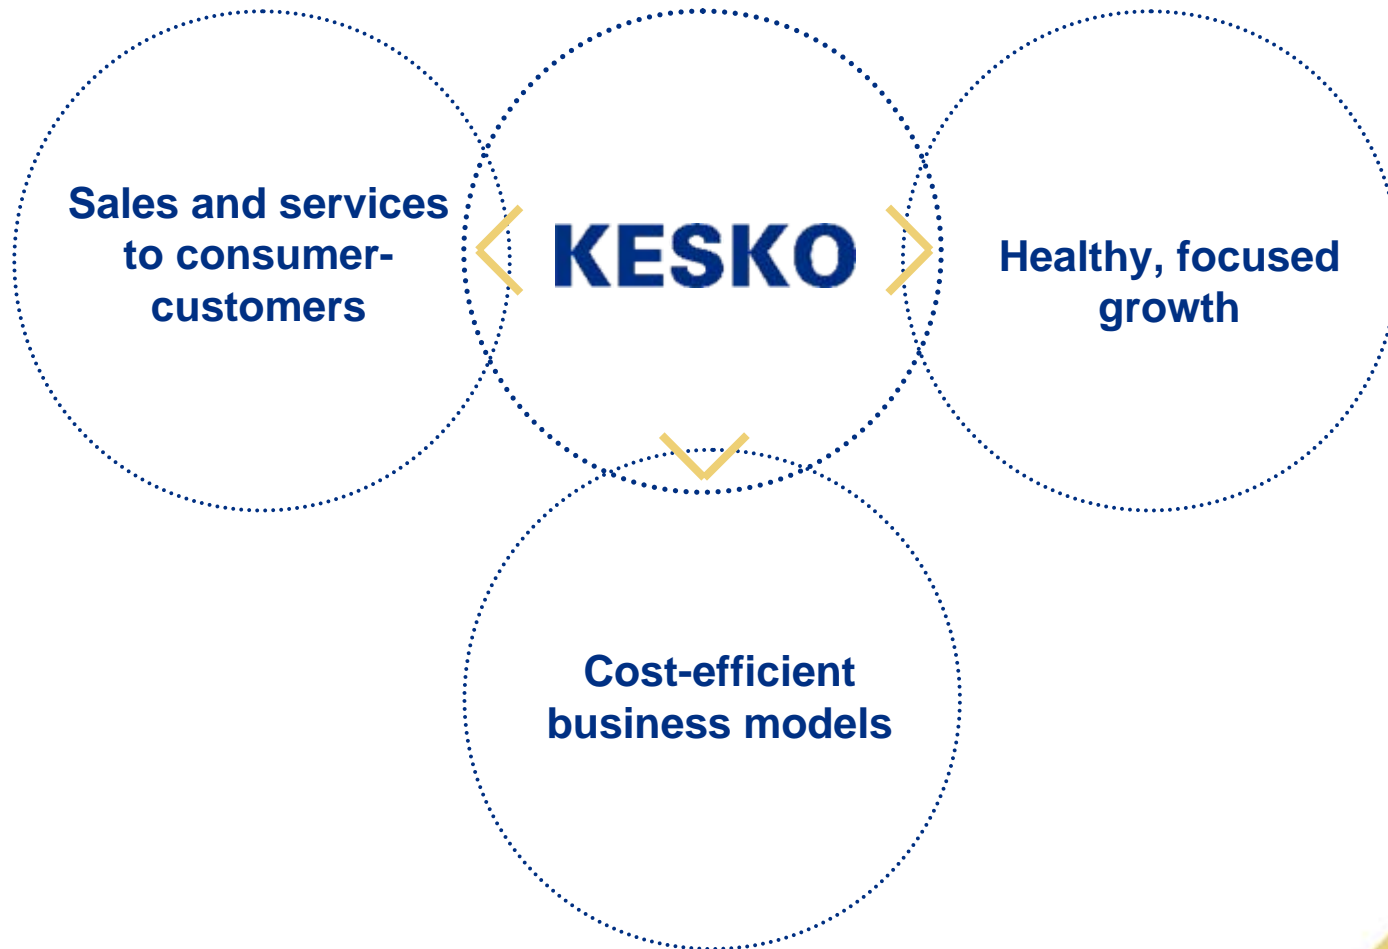 Sales and services
to consumer-
customers
KESKO
Healthy, focused
growth
Cost-efficient
business models